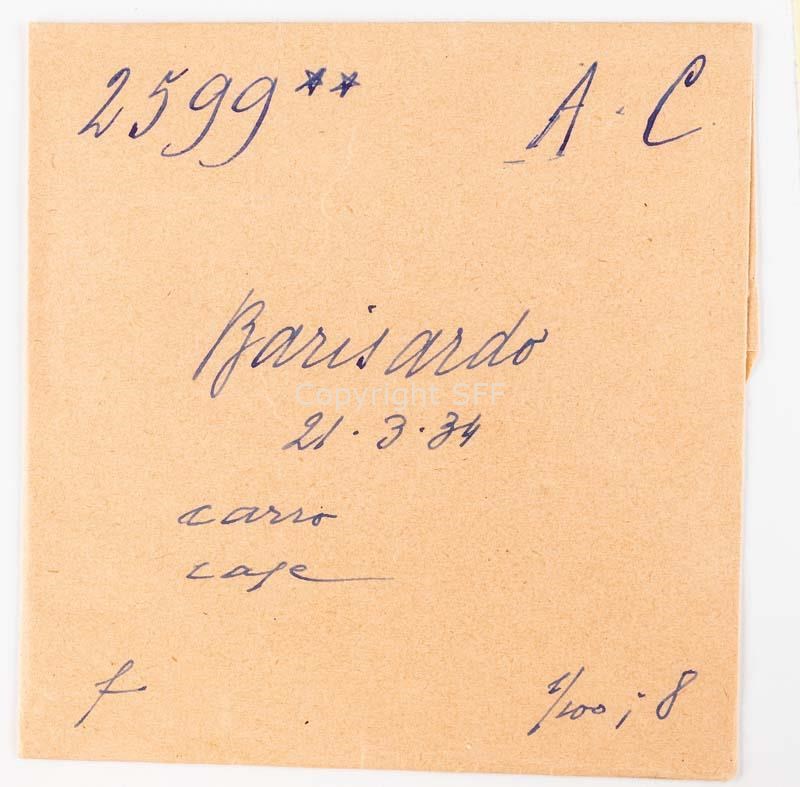 2599** A. C
Barisardo
Copyright SFF
21.3.34
carro
case
f 1/100; 8